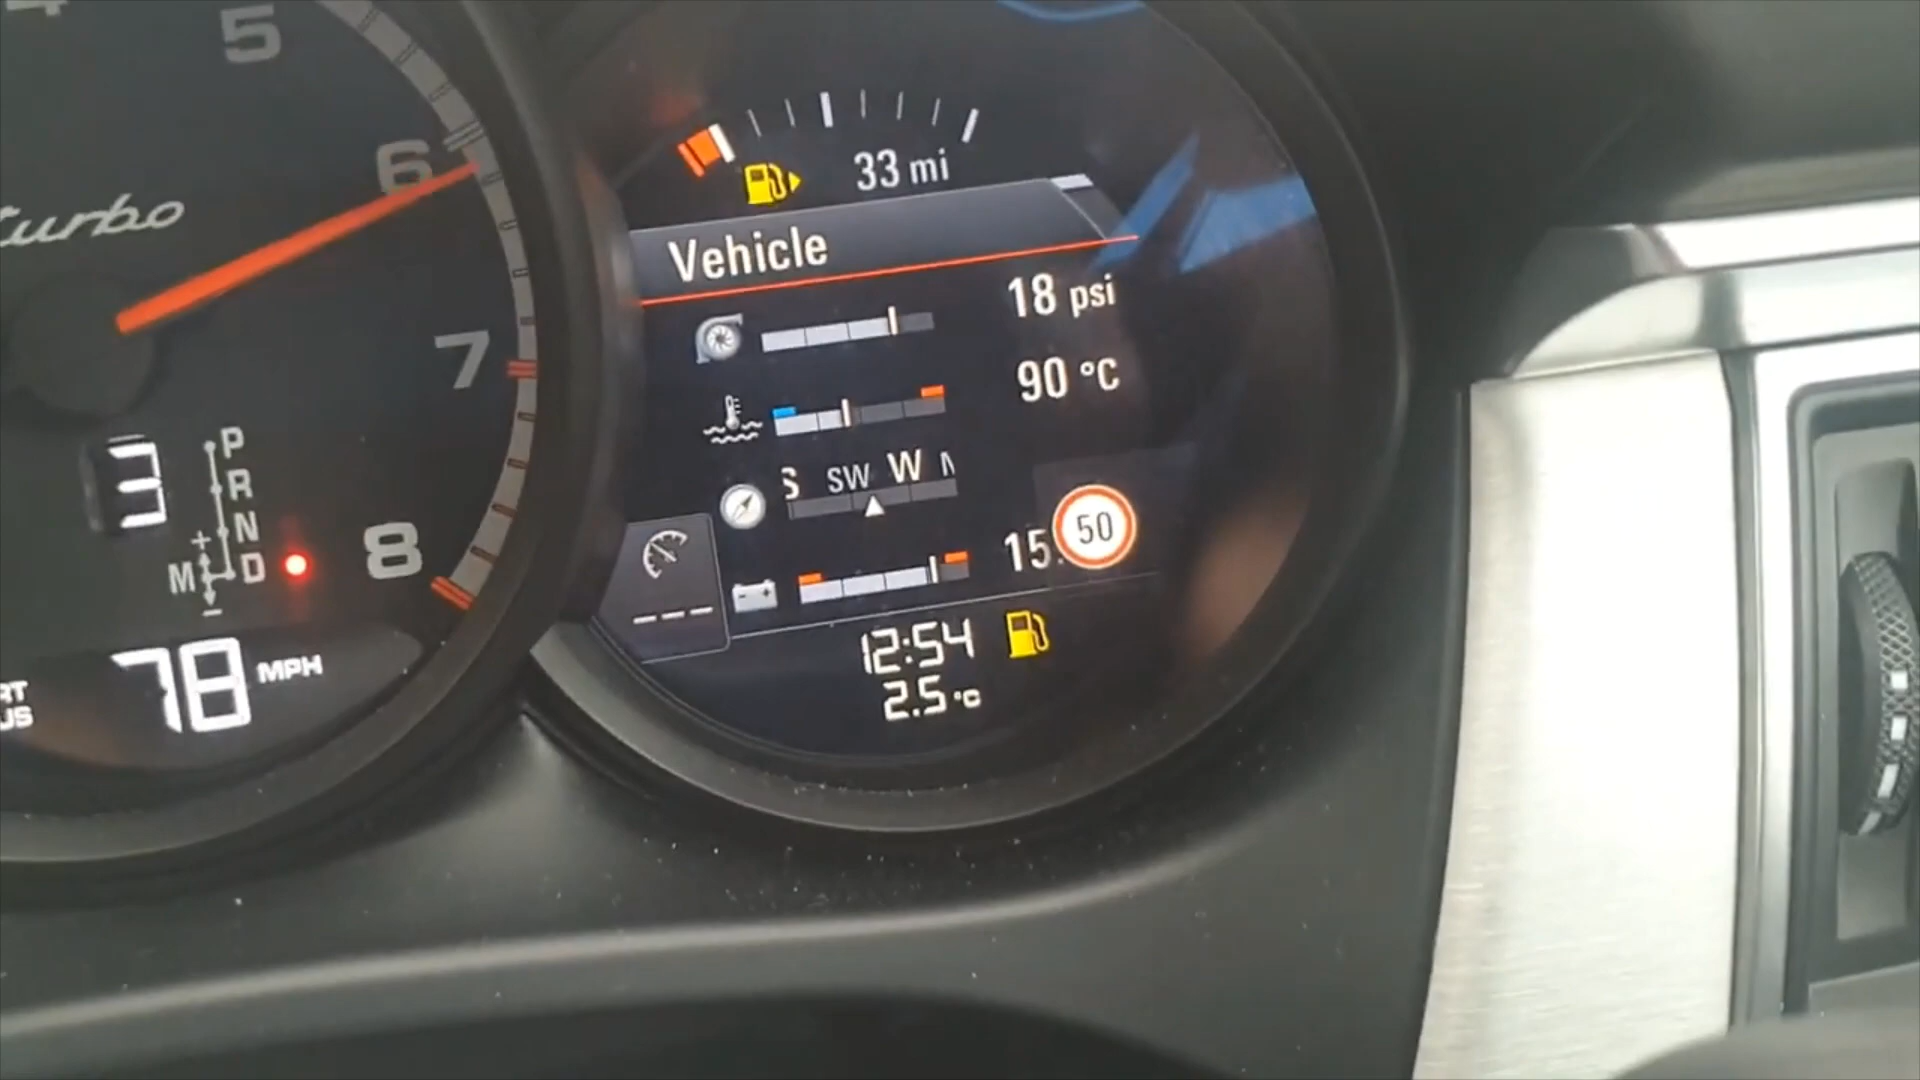 5
6
turbo
7
8
3
P
R
N
D
+
M
-
78 MPH
33 mi
Vehicle
18 psi
90 °C
S SW W
15.
50
---
12:54
2.5 °C